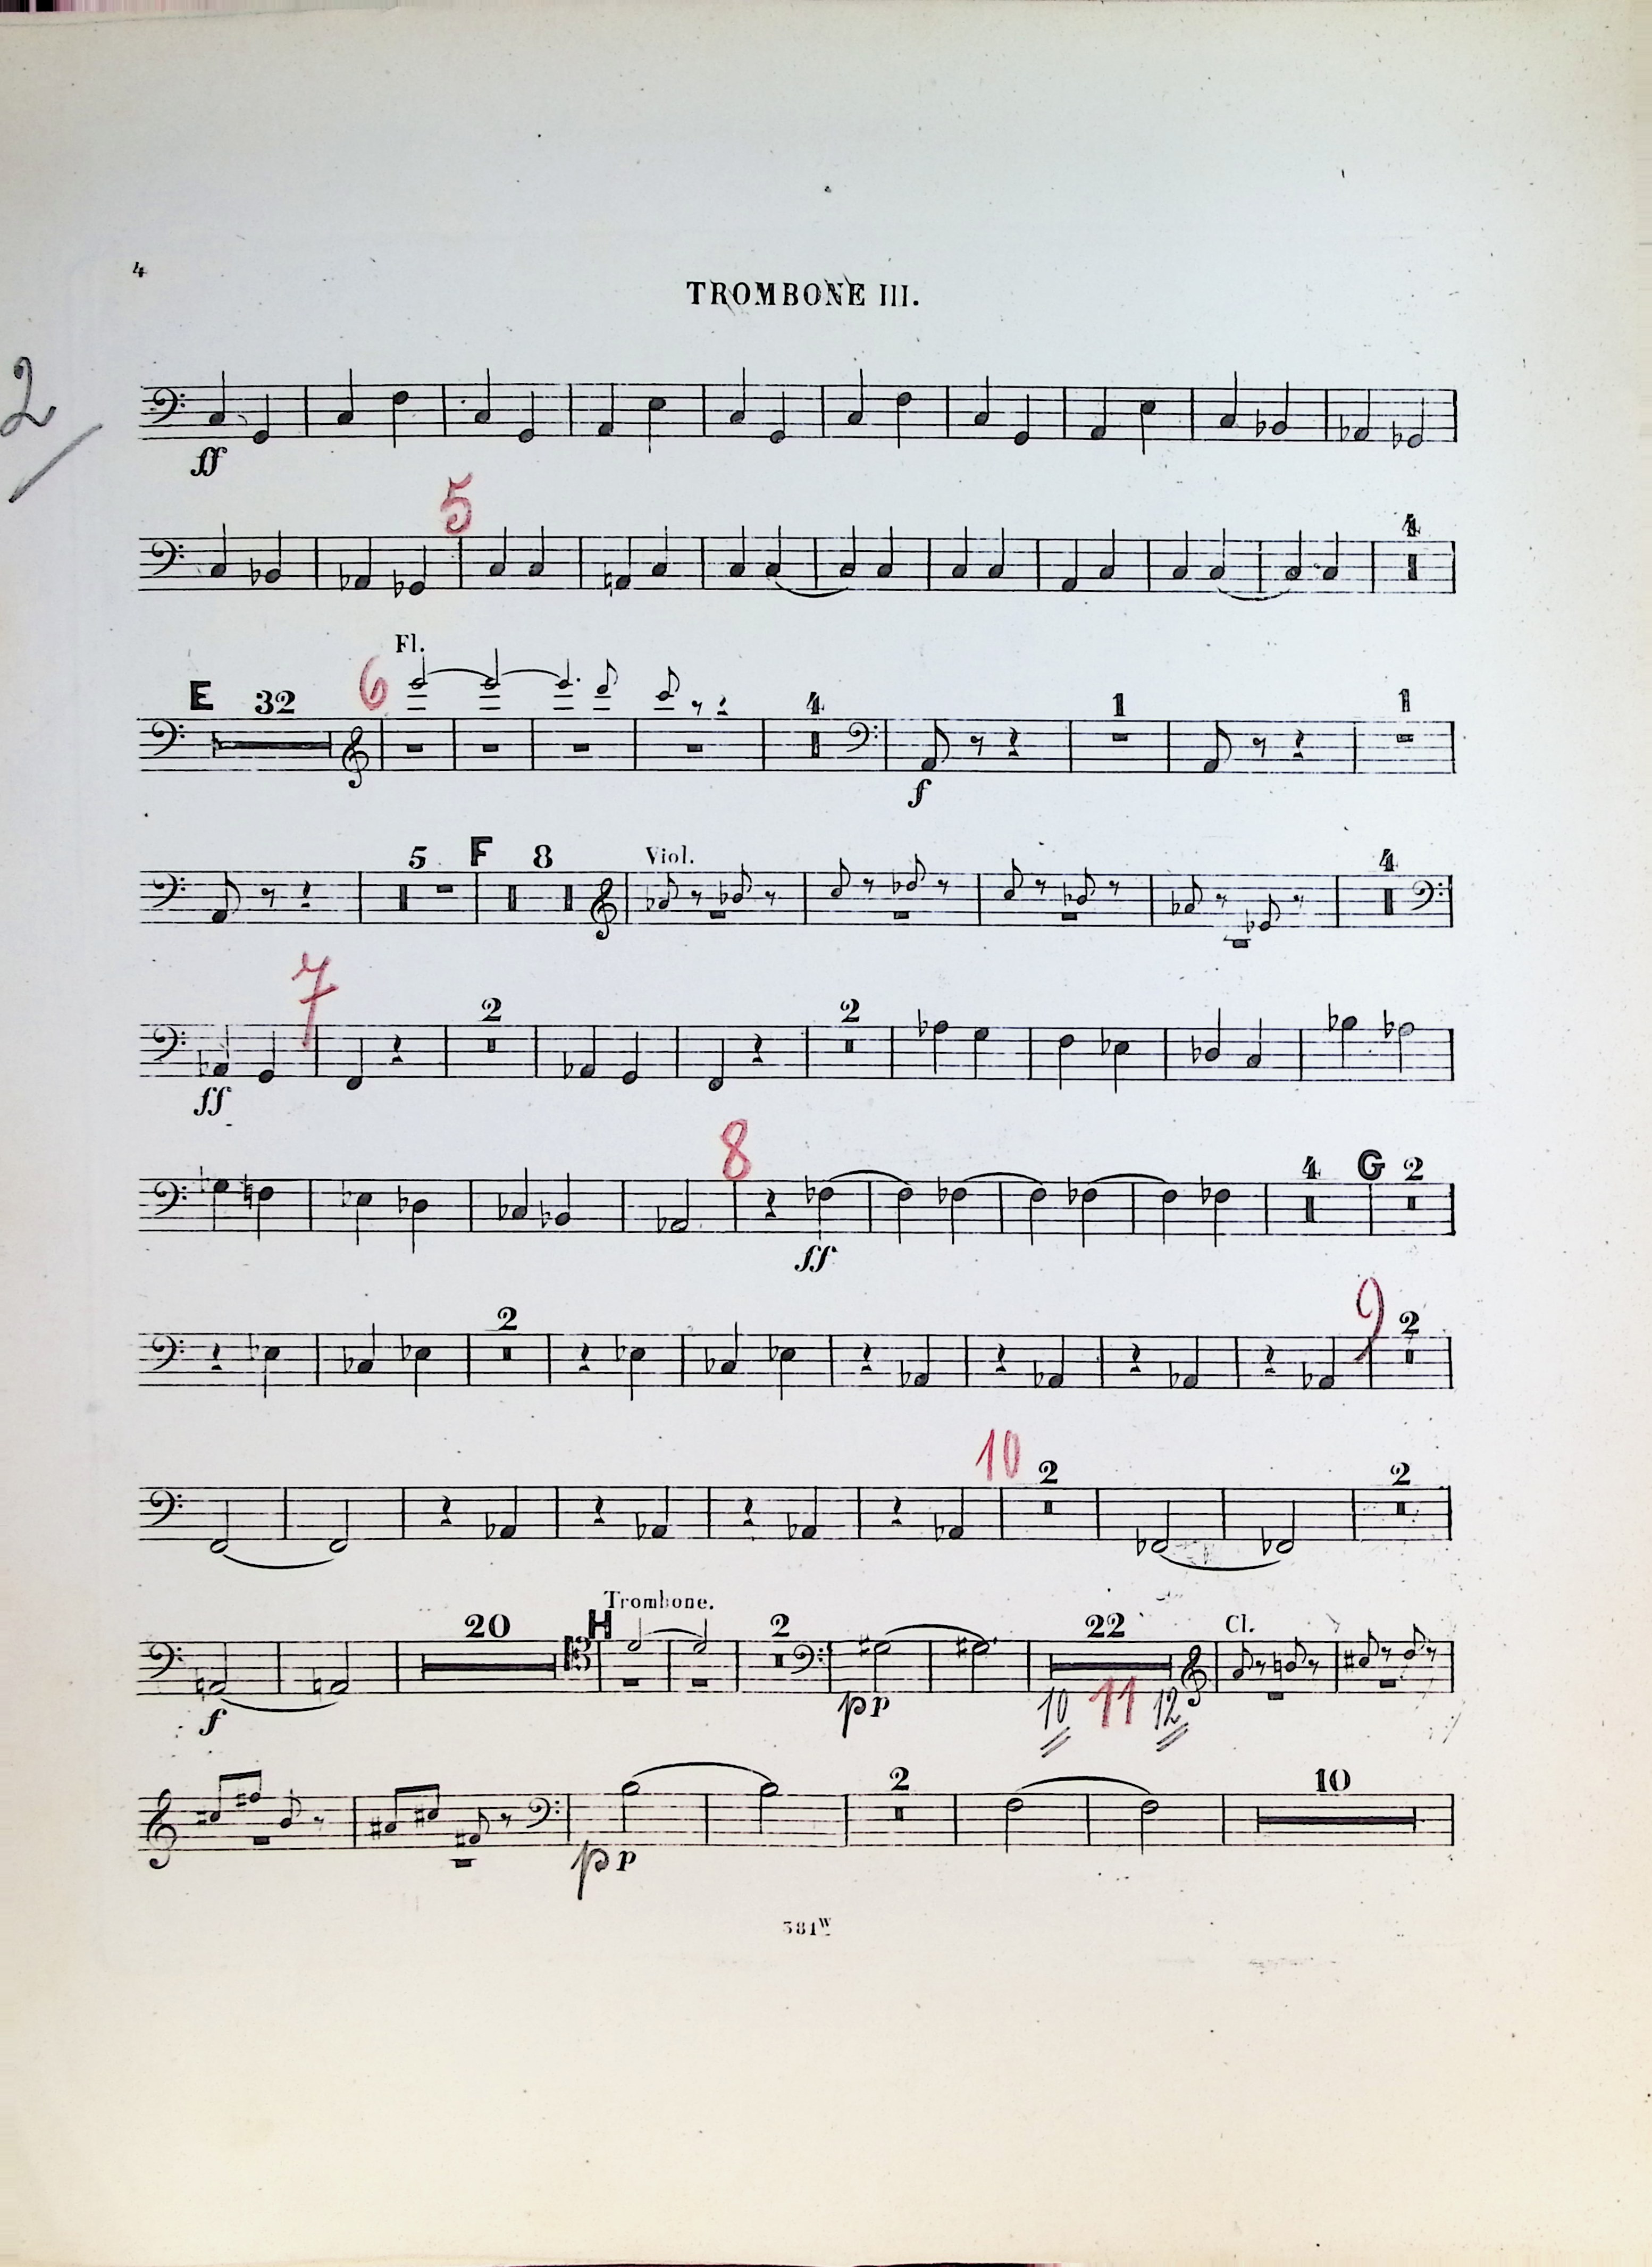 4
TROMBONE III.
2
ff
5
4
Fl.
E 32 6 4 1 1
f
5 F 8 Viol. 4
7
2 2
ff
8
4 G 2
ff
9
2 2
10
2 2
Trombone.
20 H 2 22 Cl.
f pp 10 11 12
2 10
pp
381W